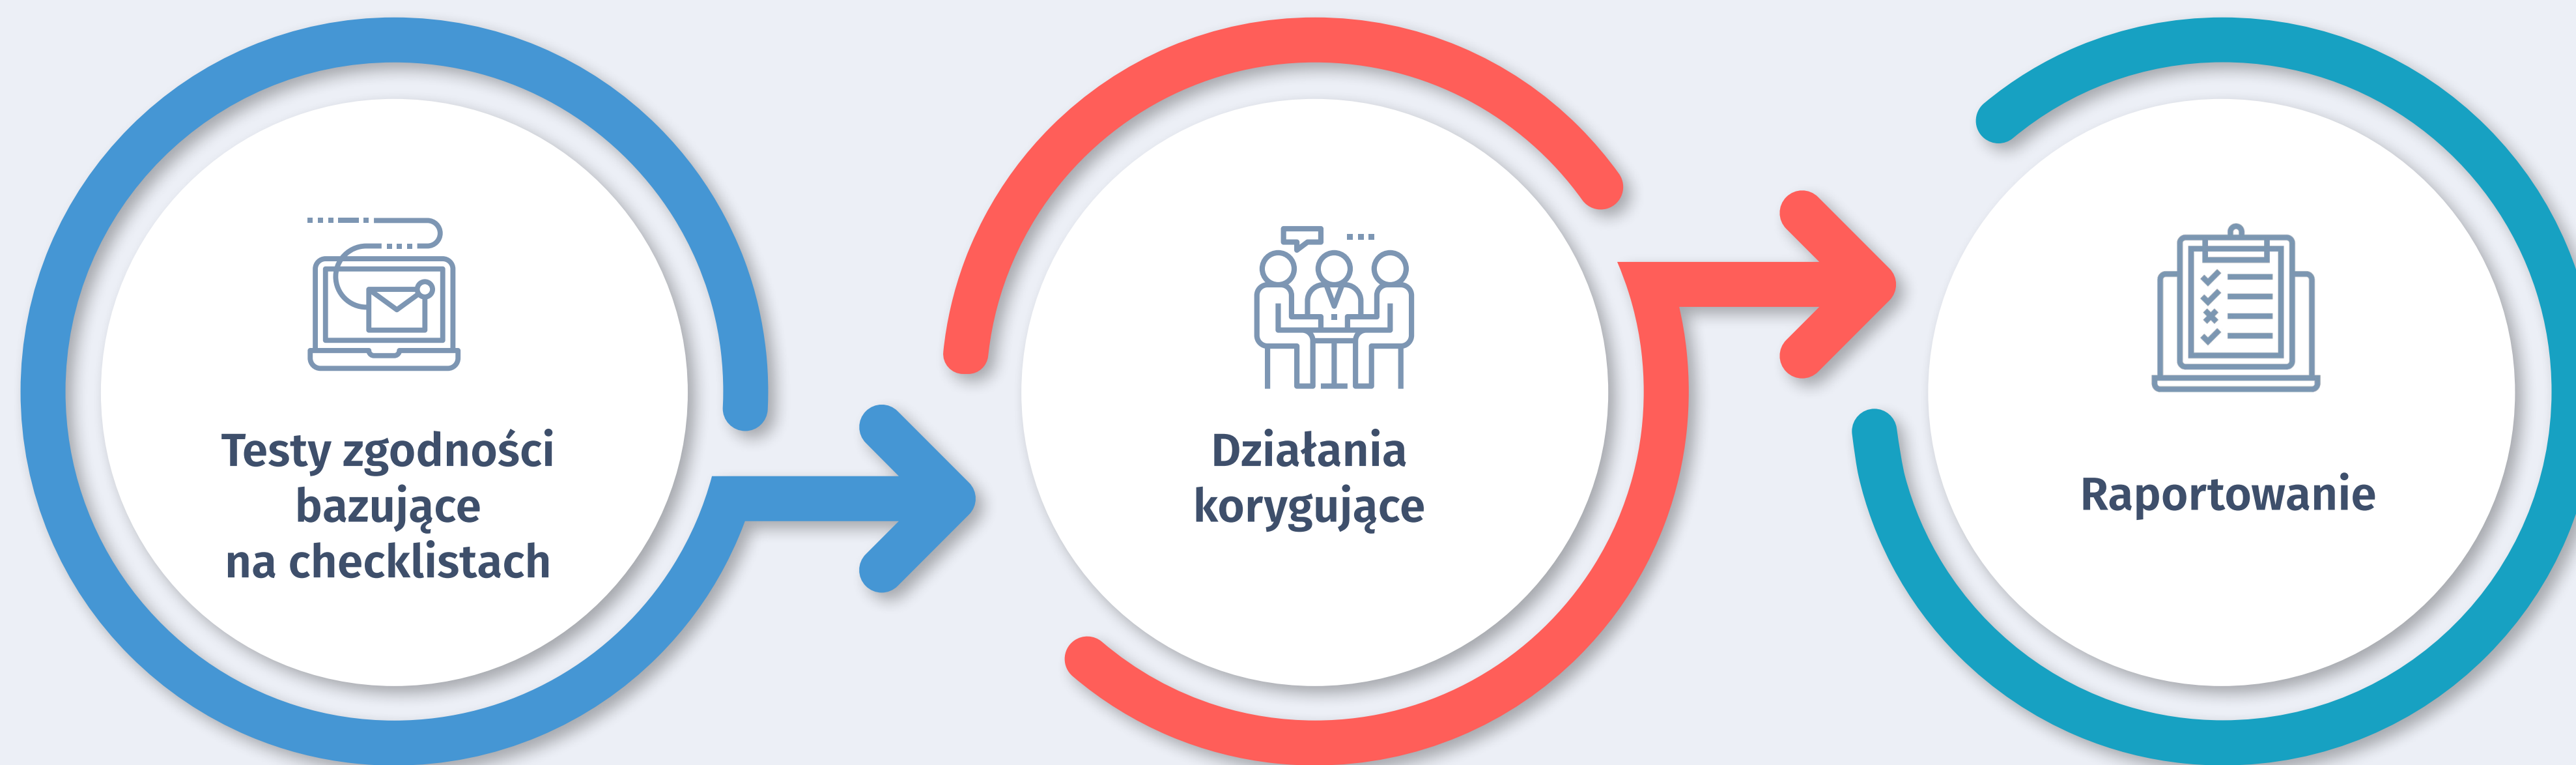 Testy zgodności
bazujące
na checklistach
Działania
korygujące
Raportowanie